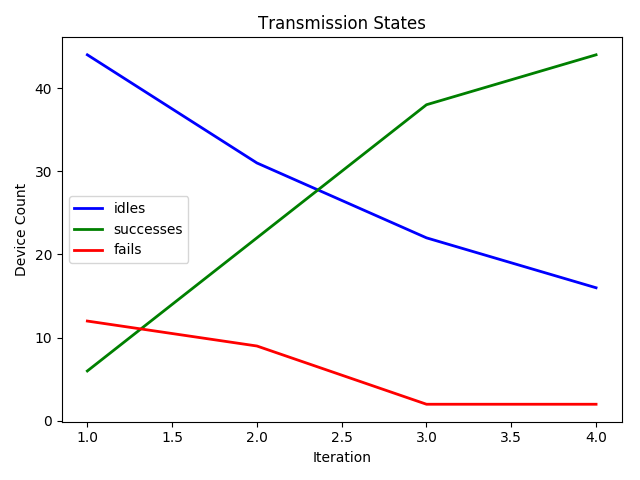 Transmission States
Device Count
40
30
20
10
0
idles
successes
fails
1.0 1.5 2.0 2.5 3.0 3.5 4.0
Iteration